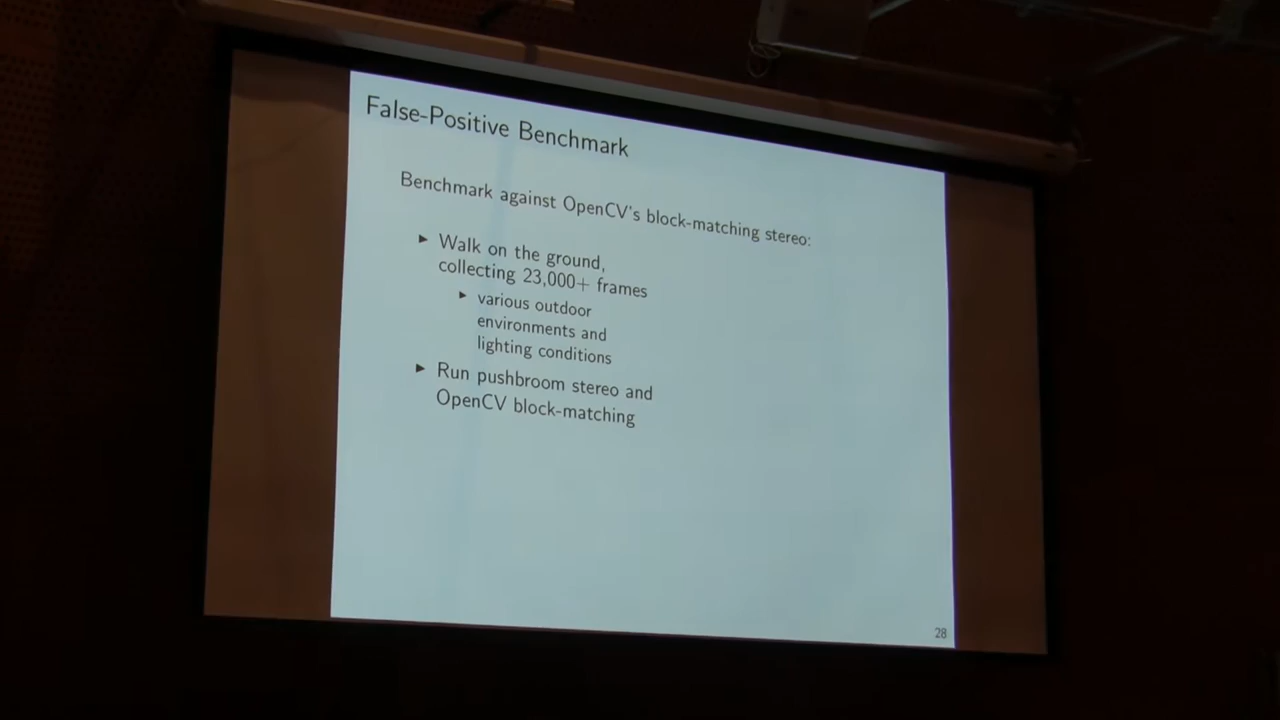 False-Positive Benchmark
Benchmark against OpenCV's block-matching stereo:
▶ Walk on the ground,
collecting 23,000+ frames
▶ various outdoor
environments and
lighting conditions
▶ Run pushbroom stereo and
OpenCV block-matching
28